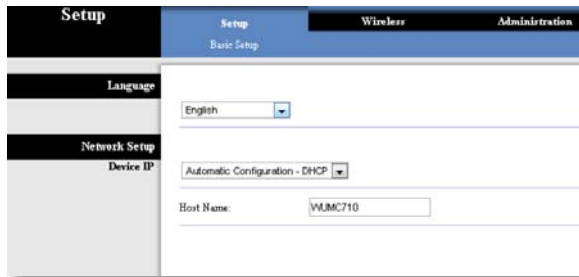 Setup
Setup Wireless Administration
Basic Setup
Language
English
Network Setup
Device IP
Automatic Configuration - DHCP
Host Name: WUMC710